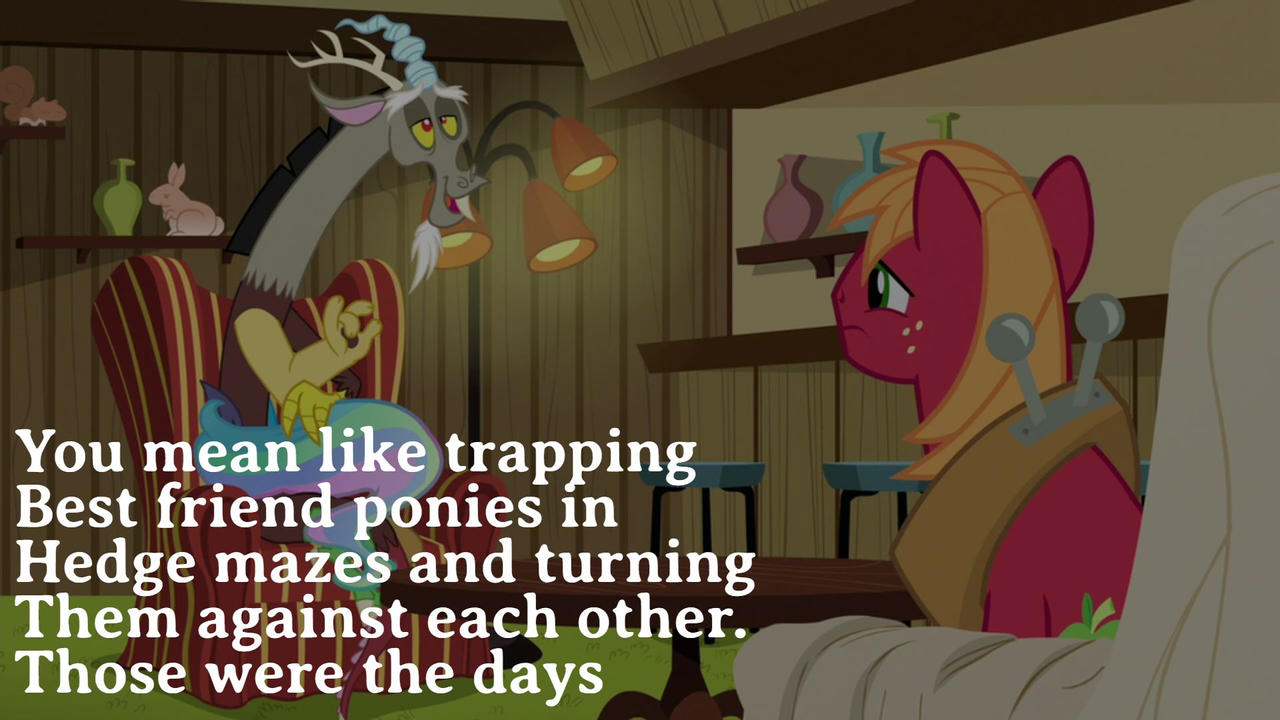 You mean like trapping
Best friend ponies in
Hedge mazes and turning
Them against each other.
Those were the days